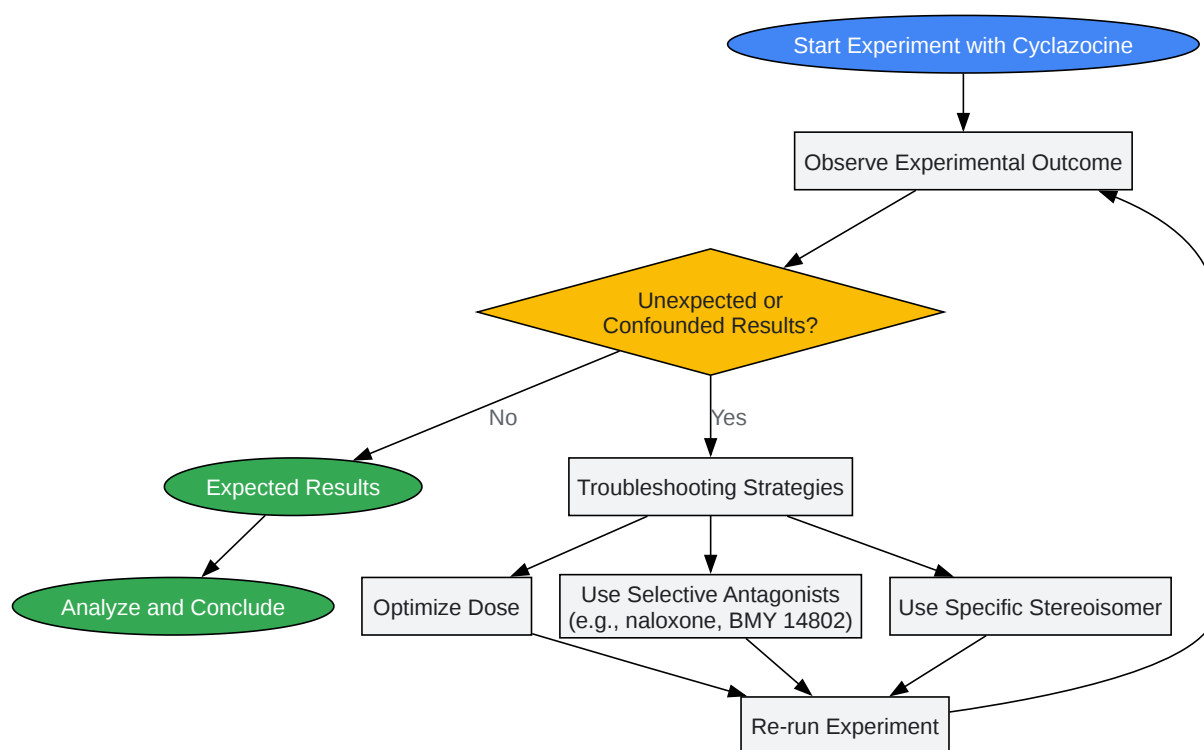 Start Experiment with Cyclazocine
Observe Experimental Outcome
Unexpected or
Confounded Results?
No
Yes
Expected Results
Troubleshooting Strategies
Analyze and Conclude
Optimize Dose
Use Selective Antagonists
(e.g., naloxone, BMY 14802)
Use Specific Stereoisomer
Re-run Experiment